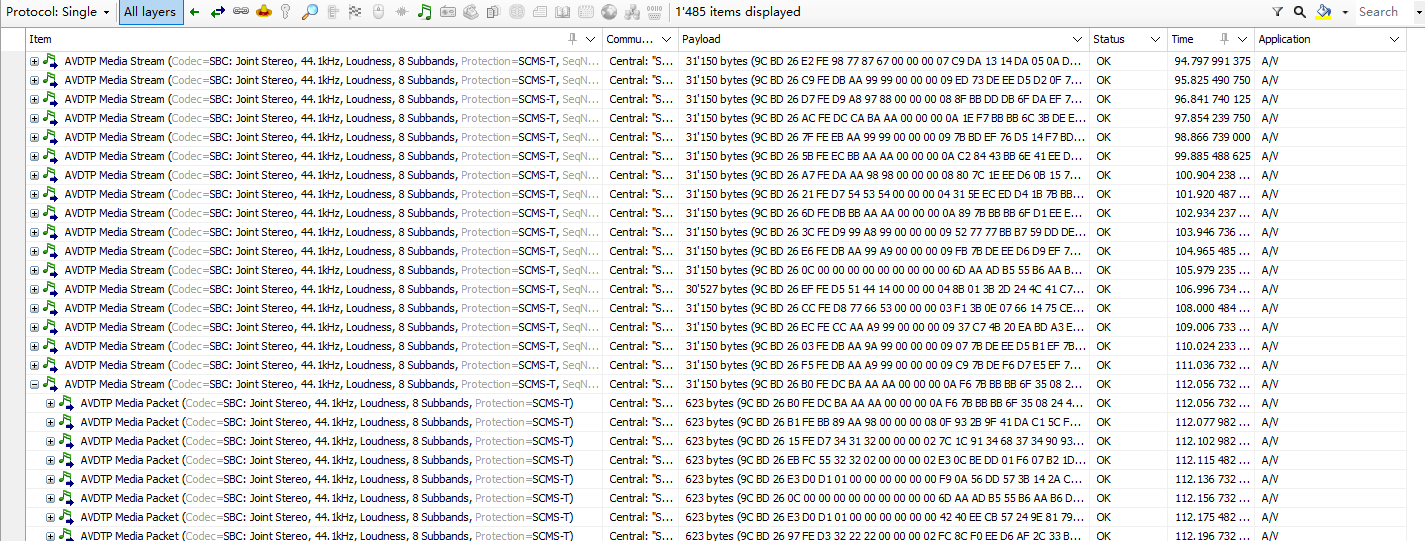 Protocol: Single All layers 1'485 items displayed Search
Item Commu... Payload Status Time Application
AVDTP Media Stream (Codec=SBC: Joint Stereo, 44.1kHz, Loudness, 8 Subbands, Protection=SCMS-T, SeqN... Central: "S... 31'150 bytes (9C BD 26 E2 FE 98 77 87 67 00 00 00 07 C9 DA 13 14 DA 05 0A D... OK 94.797 991 375 A/V
AVDTP Media Stream (Codec=SBC: Joint Stereo, 44.1kHz, Loudness, 8 Subbands, Protection=SCMS-T, SeqN... Central: "S... 31'150 bytes (9C BD 26 C9 FE DB AA 99 99 00 00 00 09 ED 73 DE EE D5 D2 0F 7... OK 95.825 490 750 A/V
AVDTP Media Stream (Codec=SBC: Joint Stereo, 44.1kHz, Loudness, 8 Subbands, Protection=SCMS-T, SeqN... Central: "S... 31'150 bytes (9C BD 26 D7 FE D9 A8 97 88 00 00 00 08 8F BB DD DB 6F DA EF 7... OK 96.841 740 125 A/V
AVDTP Media Stream (Codec=SBC: Joint Stereo, 44.1kHz, Loudness, 8 Subbands, Protection=SCMS-T, SeqN... Central: "S... 31'150 bytes (9C BD 26 AC FE DC CA BA AA 00 00 00 0A 1E F7 BB BB 6C 3B DE E... OK 97.854 239 750 A/V
AVDTP Media Stream (Codec=SBC: Joint Stereo, 44.1kHz, Loudness, 8 Subbands, Protection=SCMS-T, SeqN... Central: "S... 31'150 bytes (9C BD 26 7F FE EB AA 99 99 00 00 00 09 7B BD EF 76 D5 14 F7 BD... OK 98.866 739 000 A/V
AVDTP Media Stream (Codec=SBC: Joint Stereo, 44.1kHz, Loudness, 8 Subbands, Protection=SCMS-T, SeqN... Central: "S... 31'150 bytes (9C BD 26 5B FE EC BB AA AA 00 00 00 0A C2 84 43 BB 6E 41 EE D... OK 99.885 488 625 A/V
AVDTP Media Stream (Codec=SBC: Joint Stereo, 44.1kHz, Loudness, 8 Subbands, Protection=SCMS-T, SeqN... Central: "S... 31'150 bytes (9C BD 26 A7 FE DA AA 98 98 00 00 00 08 80 7C 1E EE D6 0B 15 7... OK 100.904 238 ... A/V
AVDTP Media Stream (Codec=SBC: Joint Stereo, 44.1kHz, Loudness, 8 Subbands, Protection=SCMS-T, SeqN... Central: "S... 31'150 bytes (9C BD 26 21 FE D7 54 53 54 00 00 00 04 31 5E EC ED D4 1B 7B BB... OK 101.920 487 ... A/V
AVDTP Media Stream (Codec=SBC: Joint Stereo, 44.1kHz, Loudness, 8 Subbands, Protection=SCMS-T, SeqN... Central: "S... 31'150 bytes (9C BD 26 6D FE DB BB AA AA 00 00 00 0A 89 7B BB BB 6F D1 EE E... OK 102.934 237 ... A/V
AVDTP Media Stream (Codec=SBC: Joint Stereo, 44.1kHz, Loudness, 8 Subbands, Protection=SCMS-T, SeqN... Central: "S... 31'150 bytes (9C BD 26 3C FE D9 99 A8 99 00 00 00 09 52 77 77 BB B7 59 DD DE... OK 103.946 736 ... A/V
AVDTP Media Stream (Codec=SBC: Joint Stereo, 44.1kHz, Loudness, 8 Subbands, Protection=SCMS-T, SeqN... Central: "S... 31'150 bytes (9C BD 26 E6 FE DB AA 99 A9 00 00 00 09 FB 7B DE EE D6 D9 EF 7... OK 104.965 485 ... A/V
AVDTP Media Stream (Codec=SBC: Joint Stereo, 44.1kHz, Loudness, 8 Subbands, Protection=SCMS-T, SeqN... Central: "S... 31'150 bytes (9C BD 26 0C 00 00 00 00 00 00 00 00 00 6D AA AD B5 55 B6 AA B... OK 105.979 235 ... A/V
AVDTP Media Stream (Codec=SBC: Joint Stereo, 44.1kHz, Loudness, 8 Subbands, Protection=SCMS-T, SeqN... Central: "S... 30'527 bytes (9C BD 26 EF FE D5 51 44 14 00 00 00 04 8B 01 3B 2D 24 4C 41 C7... OK 106.996 734 ... A/V
AVDTP Media Stream (Codec=SBC: Joint Stereo, 44.1kHz, Loudness, 8 Subbands, Protection=SCMS-T, SeqN... Central: "S... 31'150 bytes (9C BD 26 CC FE D8 77 66 53 00 00 00 03 F1 3B 0E 07 66 14 75 CE... OK 108.000 484 ... A/V
AVDTP Media Stream (Codec=SBC: Joint Stereo, 44.1kHz, Loudness, 8 Subbands, Protection=SCMS-T, SeqN... Central: "S... 31'150 bytes (9C BD 26 EC FE CC AA A9 99 00 00 00 09 37 C7 4B 20 EA BD A3 E... OK 109.006 733 ... A/V
AVDTP Media Stream (Codec=SBC: Joint Stereo, 44.1kHz, Loudness, 8 Subbands, Protection=SCMS-T, SeqN... Central: "S... 31'150 bytes (9C BD 26 03 FE DB AA 9A 99 00 00 00 09 07 7B DE EE D5 B1 EF 7B... OK 110.024 233 ... A/V
AVDTP Media Stream (Codec=SBC: Joint Stereo, 44.1kHz, Loudness, 8 Subbands, Protection=SCMS-T, SeqN... Central: "S... 31'150 bytes (9C BD 26 F5 FE DB AA A9 99 00 00 00 09 C9 7B DE F6 D7 E5 EF 7... OK 111.036 732 ... A/V
AVDTP Media Stream (Codec=SBC: Joint Stereo, 44.1kHz, Loudness, 8 Subbands, Protection=SCMS-T, SeqN... Central: "S... 31'150 bytes (9C BD 26 B0 FE DC BA AA AA 00 00 00 0A F6 7B BB BB 6F 35 08 2... OK 112.056 732 ... A/V
AVDTP Media Packet (Codec=SBC: Joint Stereo, 44.1kHz, Loudness, 8 Subbands, Protection=SCMS-T) Central: "S... 623 bytes (9C BD 26 B0 FE DC BA AA AA 00 00 00 0A F6 7B BB BB 6F 35 08 24 4... OK 112.056 732 ... A/V
AVDTP Media Packet (Codec=SBC: Joint Stereo, 44.1kHz, Loudness, 8 Subbands, Protection=SCMS-T) Central: "S... 623 bytes (9C BD 26 B1 FE BB 89 AA 98 00 00 00 08 0F 93 2B 9F 41 DA C1 5C F... OK 112.077 982 ... A/V
AVDTP Media Packet (Codec=SBC: Joint Stereo, 44.1kHz, Loudness, 8 Subbands, Protection=SCMS-T) Central: "S... 623 bytes (9C BD 26 15 FE D7 34 31 32 00 00 00 02 7C 1C 91 34 68 37 34 90 93... OK 112.102 982 ... A/V
AVDTP Media Packet (Codec=SBC: Joint Stereo, 44.1kHz, Loudness, 8 Subbands, Protection=SCMS-T) Central: "S... 623 bytes (9C BD 26 EB FC 55 32 32 02 00 00 00 02 E3 0C BE DD 01 F6 07 B2 1D... OK 112.115 482 ... A/V
AVDTP Media Packet (Codec=SBC: Joint Stereo, 44.1kHz, Loudness, 8 Subbands, Protection=SCMS-T) Central: "S... 623 bytes (9C BD 26 E3 D0 D1 01 00 00 00 00 00 00 F9 0A 56 DD 57 3B 14 2A C... OK 112.136 732 ... A/V
AVDTP Media Packet (Codec=SBC: Joint Stereo, 44.1kHz, Loudness, 8 Subbands, Protection=SCMS-T) Central: "S... 623 bytes (9C BD 26 0C 00 00 00 00 00 00 00 00 00 6D AA AD B5 55 B6 AA B6 D... OK 112.156 732 ... A/V
AVDTP Media Packet (Codec=SBC: Joint Stereo, 44.1kHz, Loudness, 8 Subbands, Protection=SCMS-T) Central: "S... 623 bytes (9C BD 26 E3 D0 D1 01 00 00 00 00 00 00 42 40 EE CB 57 24 9E 81 79... OK 112.175 482 ... A/V
AVDTP Media Packet (Codec=SBC: Joint Stereo, 44.1kHz, Loudness, 8 Subbands, Protection=SCMS-T) Central: "S... 623 bytes (9C BD 26 97 FE D3 32 22 22 00 00 00 02 FC 8C F0 EE D6 AF 2C 33 B... OK 112.196 732 ... A/V